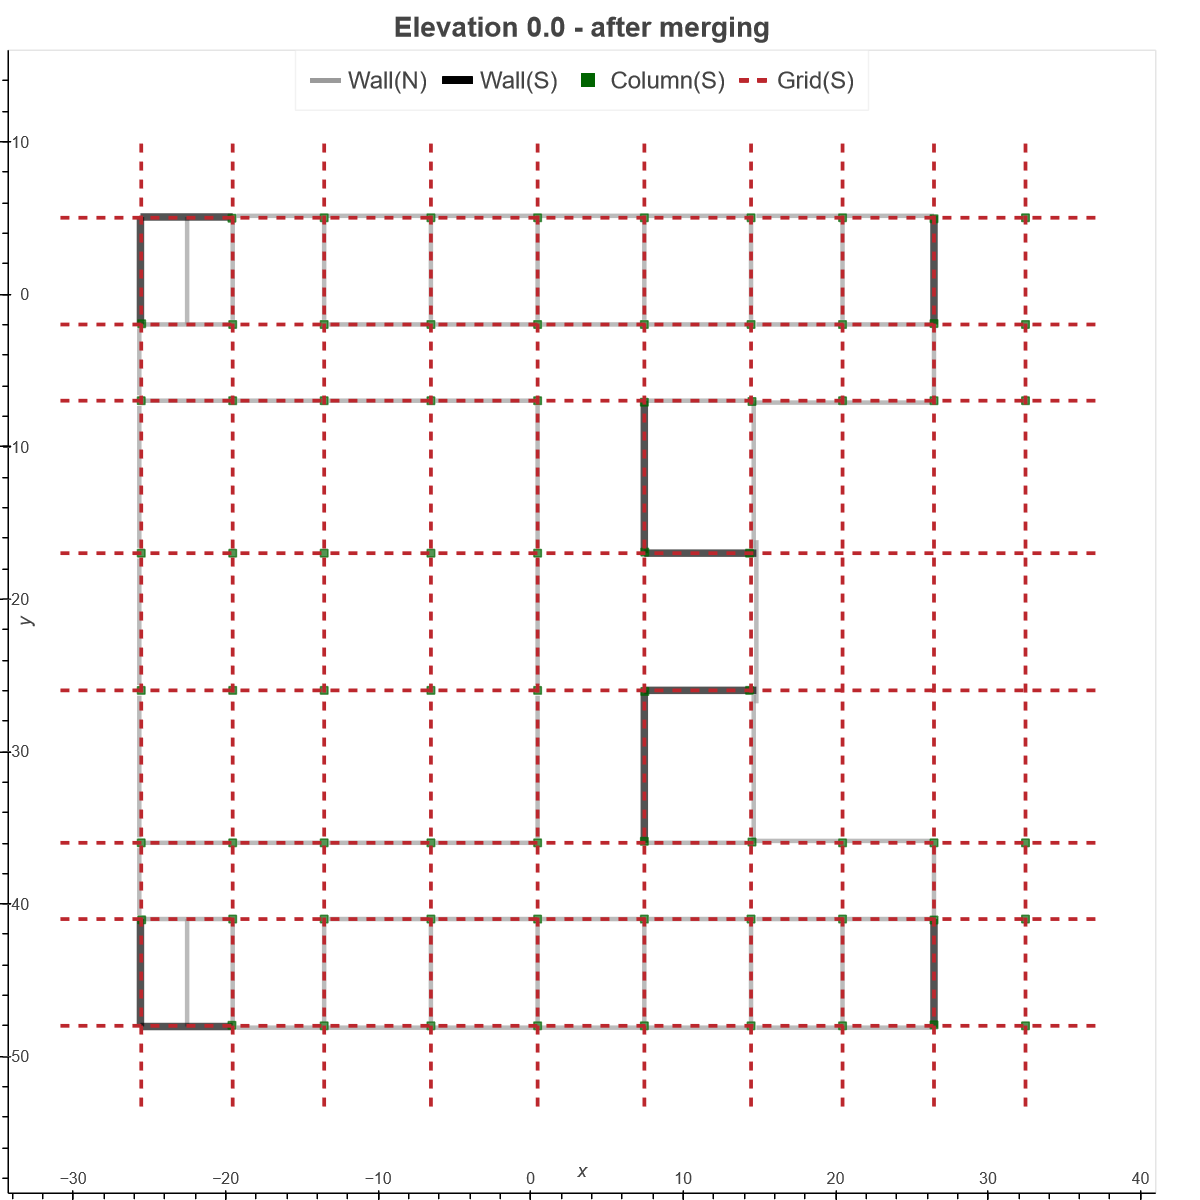 Elevation 0.0 - after merging
Wall(N) Wall(S) Column(S) Grid(S)
10
0
−10
−20
y
−30
−40
−50
−30 −20 −10 0 10 20 30 40
x